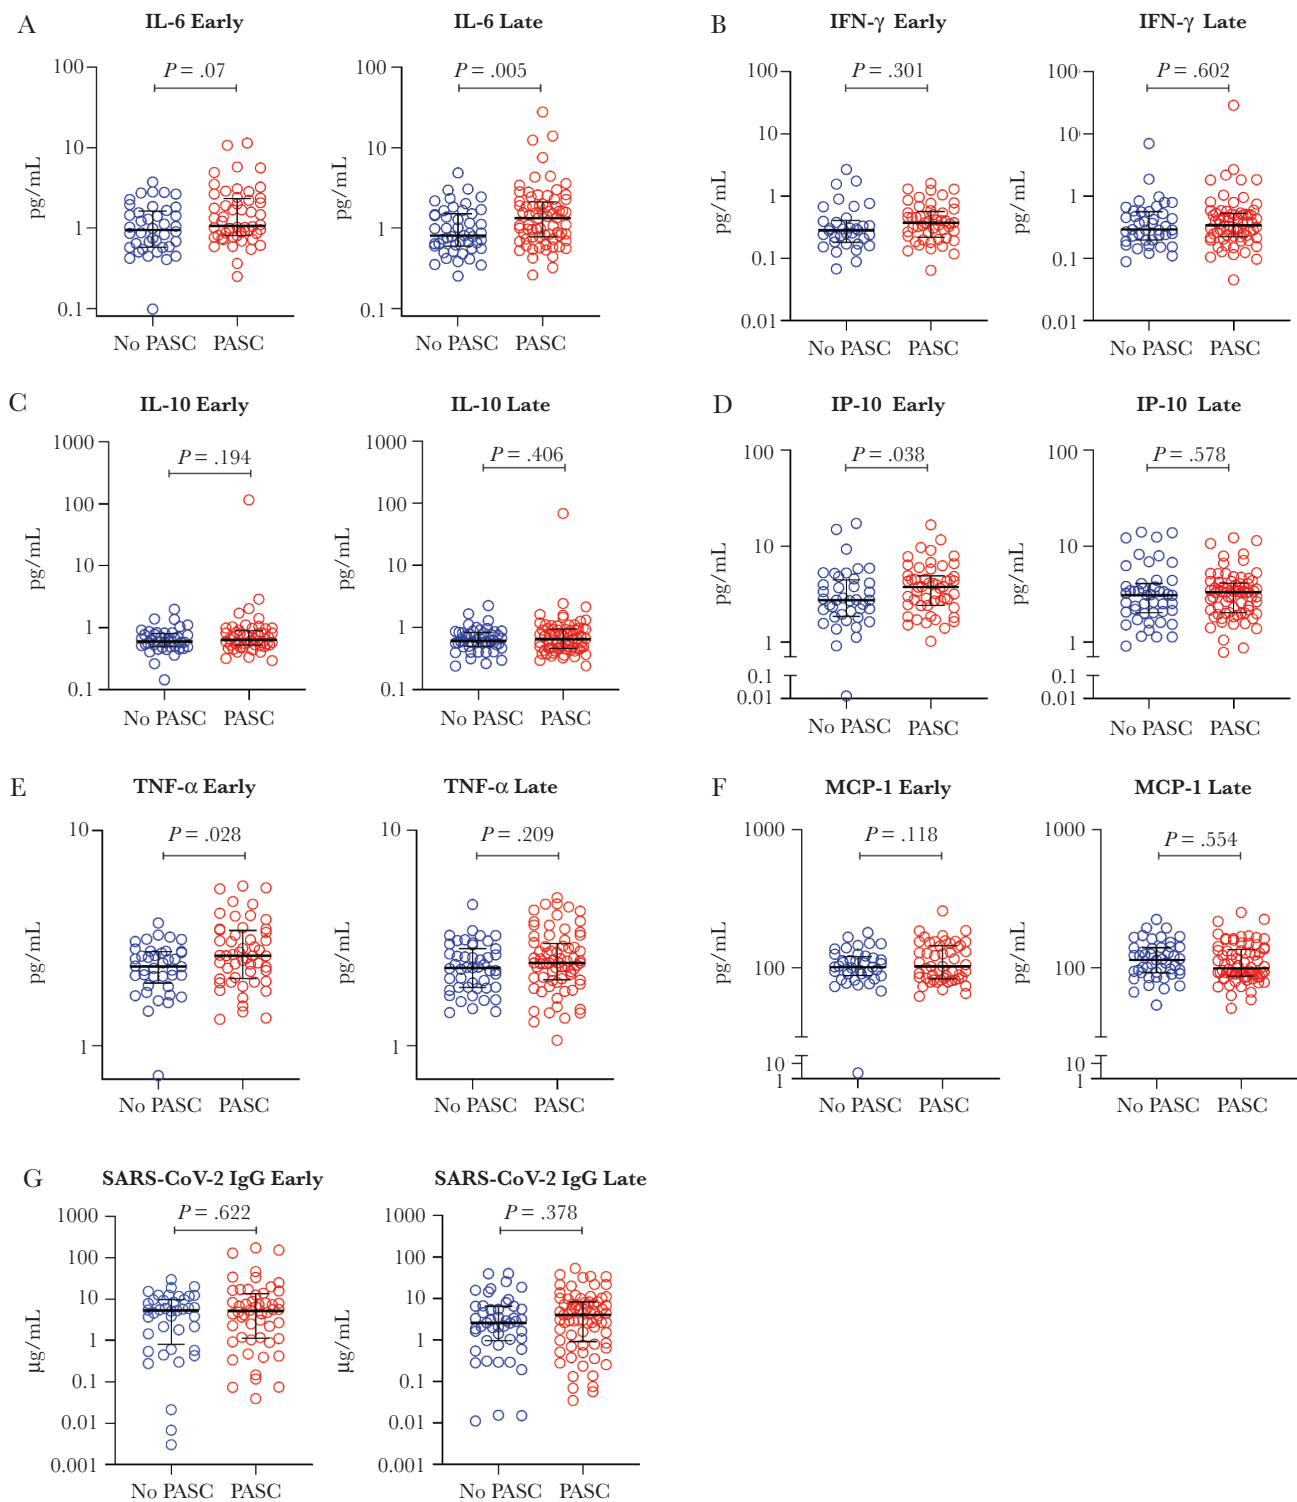 A
IL-6 Early
IL-6 Late
P = .07
P = .005
pg/mL
100
10
1
0.1
No PASC
PASC
pg/mL
100
10
1
0.1
No PASC
PASC
B
IFN-γ Early
IFN-γ Late
P = .301
P = .602
pg/mL
100
10
1
0.1
0.01
No PASC
PASC
pg/mL
100
10
1
0.1
0.01
No PASC
PASC
C
IL-10 Early
IL-10 Late
P = .194
P = .406
pg/mL
1000
100
10
1
0.1
No PASC
PASC
pg/mL
1000
100
10
1
0.1
No PASC
PASC
D
IP-10 Early
IP-10 Late
P = .038
P = .578
pg/mL
100
10
1
0.1
0.01
No PASC
PASC
pg/mL
100
10
1
0.1
0.01
No PASC
PASC
E
TNF-α Early
TNF-α Late
P = .028
P = .209
pg/mL
10
1
No PASC
PASC
pg/mL
10
1
No PASC
PASC
F
MCP-1 Early
MCP-1 Late
P = .118
P = .554
pg/mL
1000
100
10
1
No PASC
PASC
pg/mL
1000
100
10
1
No PASC
PASC
G
SARS-CoV-2 IgG Early
SARS-CoV-2 IgG Late
P = .622
P = .378
µg/mL
1000
100
10
1
0.1
0.01
0.001
No PASC
PASC
µg/mL
1000
100
10
1
0.1
0.01
0.001
No PASC
PASC